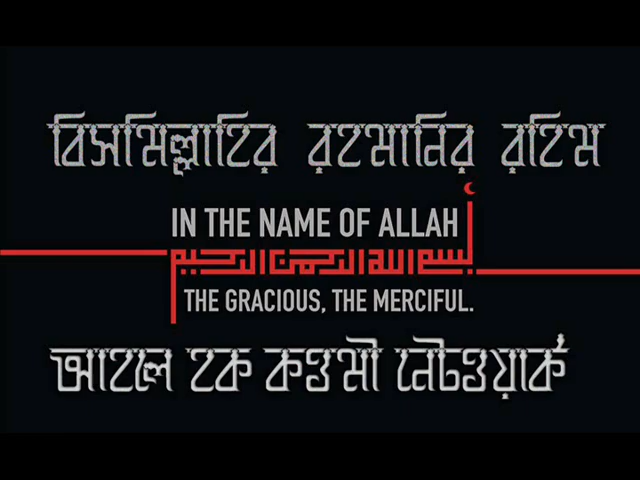 বিসমিল্লাহির রহমানির রহিম
IN THE NAME OF ALLAH
بسم الله الرحمن الرحيم
THE GRACIOUS, THE MERCIFUL.
আহলে হক কওমী নেটওয়ার্ক